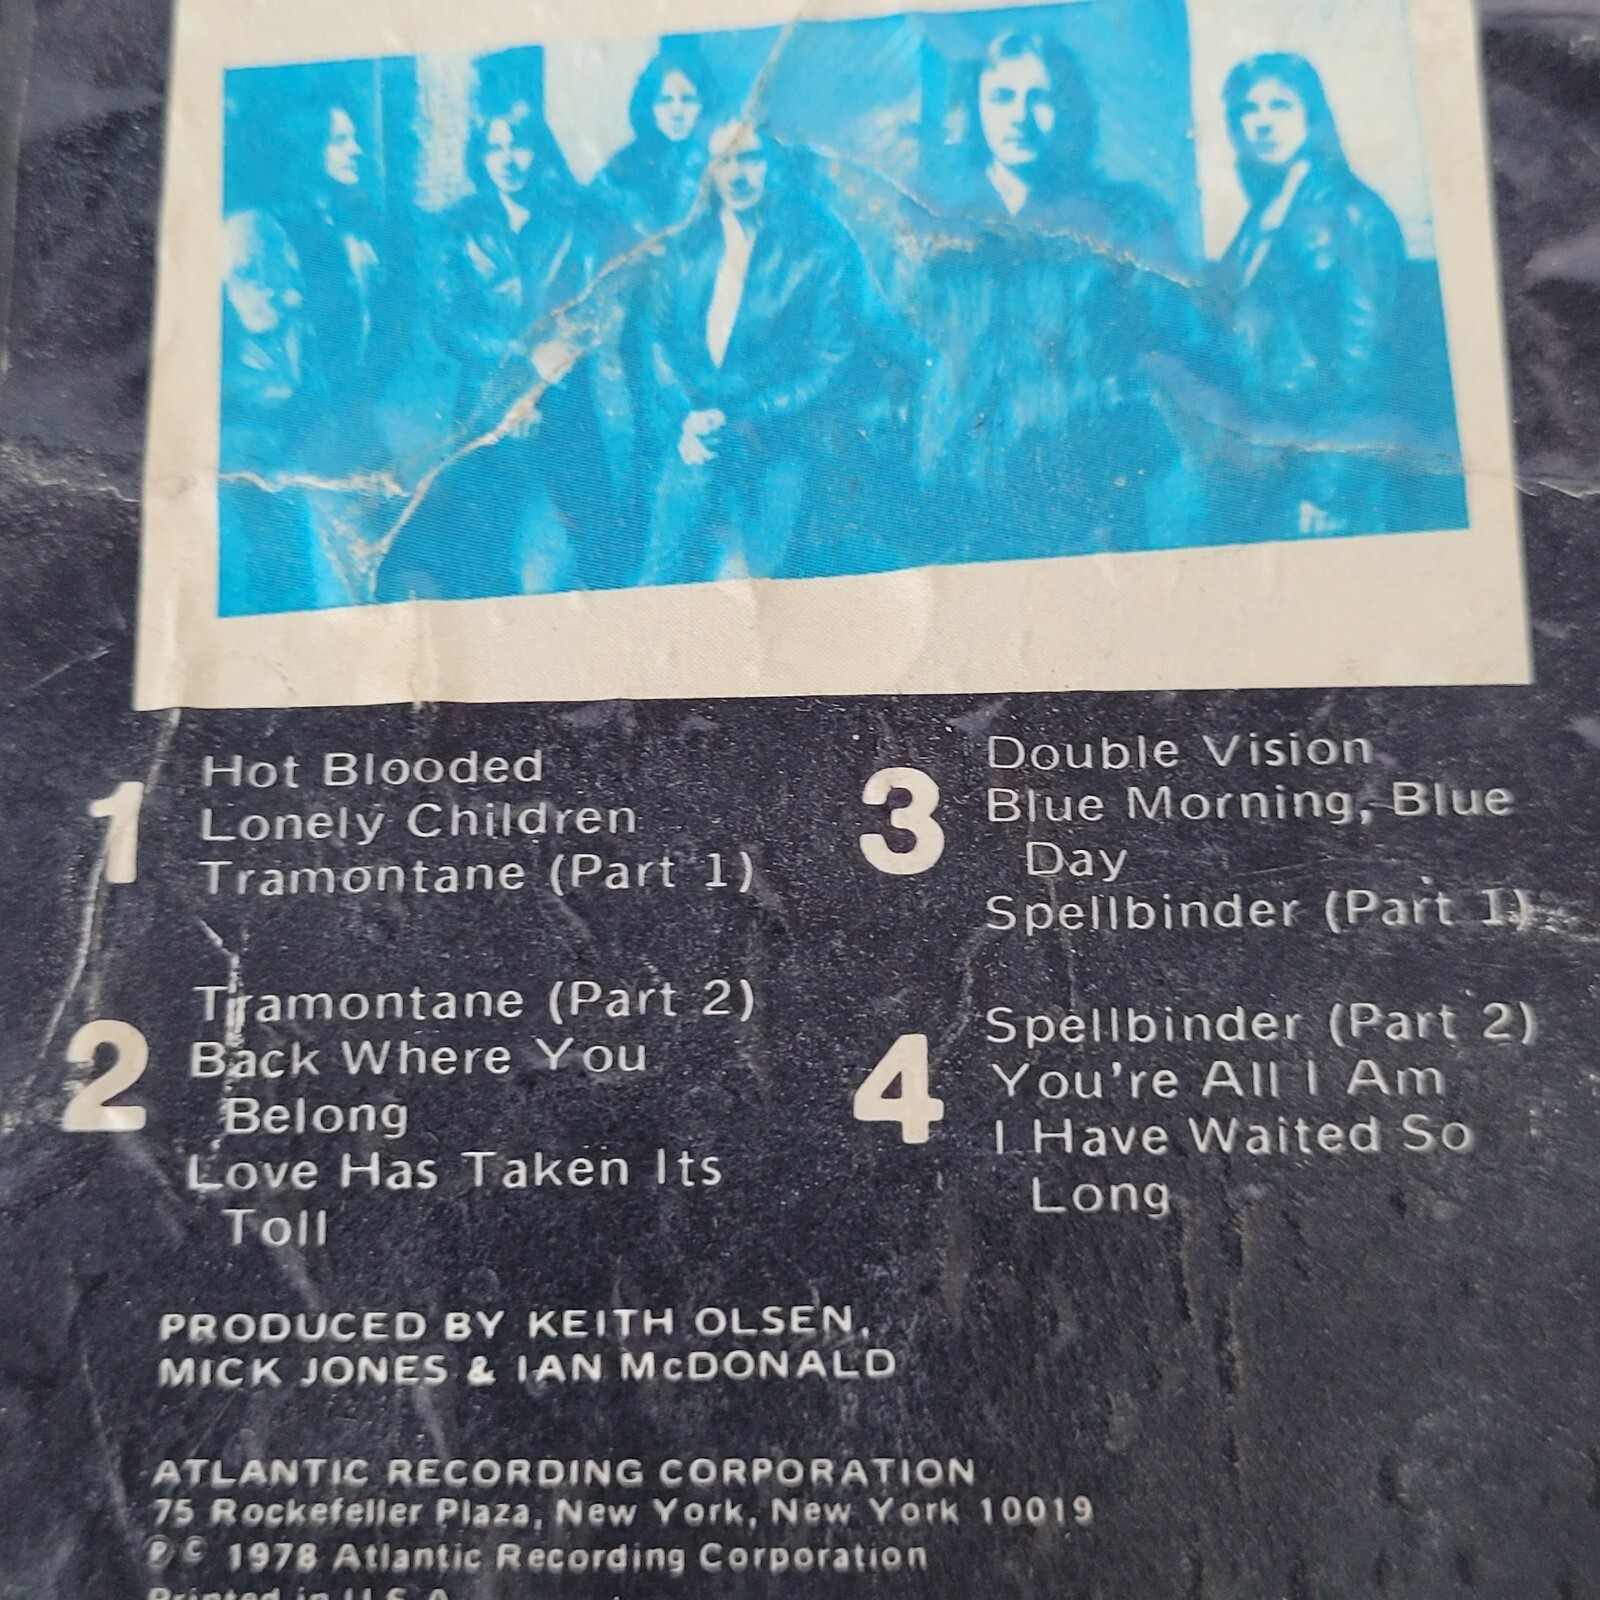 1
Hot Blooded
Lonely Children
Tramontane (Part 1)
2
Tramontane (Part 2)
Back Where You
Belong
Love Has Taken Its
Toll
3
Double Vision
Blue Morning, Blue
Day
Spellbinder (Part 1)
4
Spellbinder (Part 2)
You're All I Am
I Have Waited So
Long
PRODUCED BY KEITH OLSEN,
MICK JONES & IAN McDONALD
ATLANTIC RECORDING CORPORATION
75 Rockefeller Plaza, New York, New York 10019
℗ © 1978 Atlantic Recording Corporation
Printed in U.S.A.